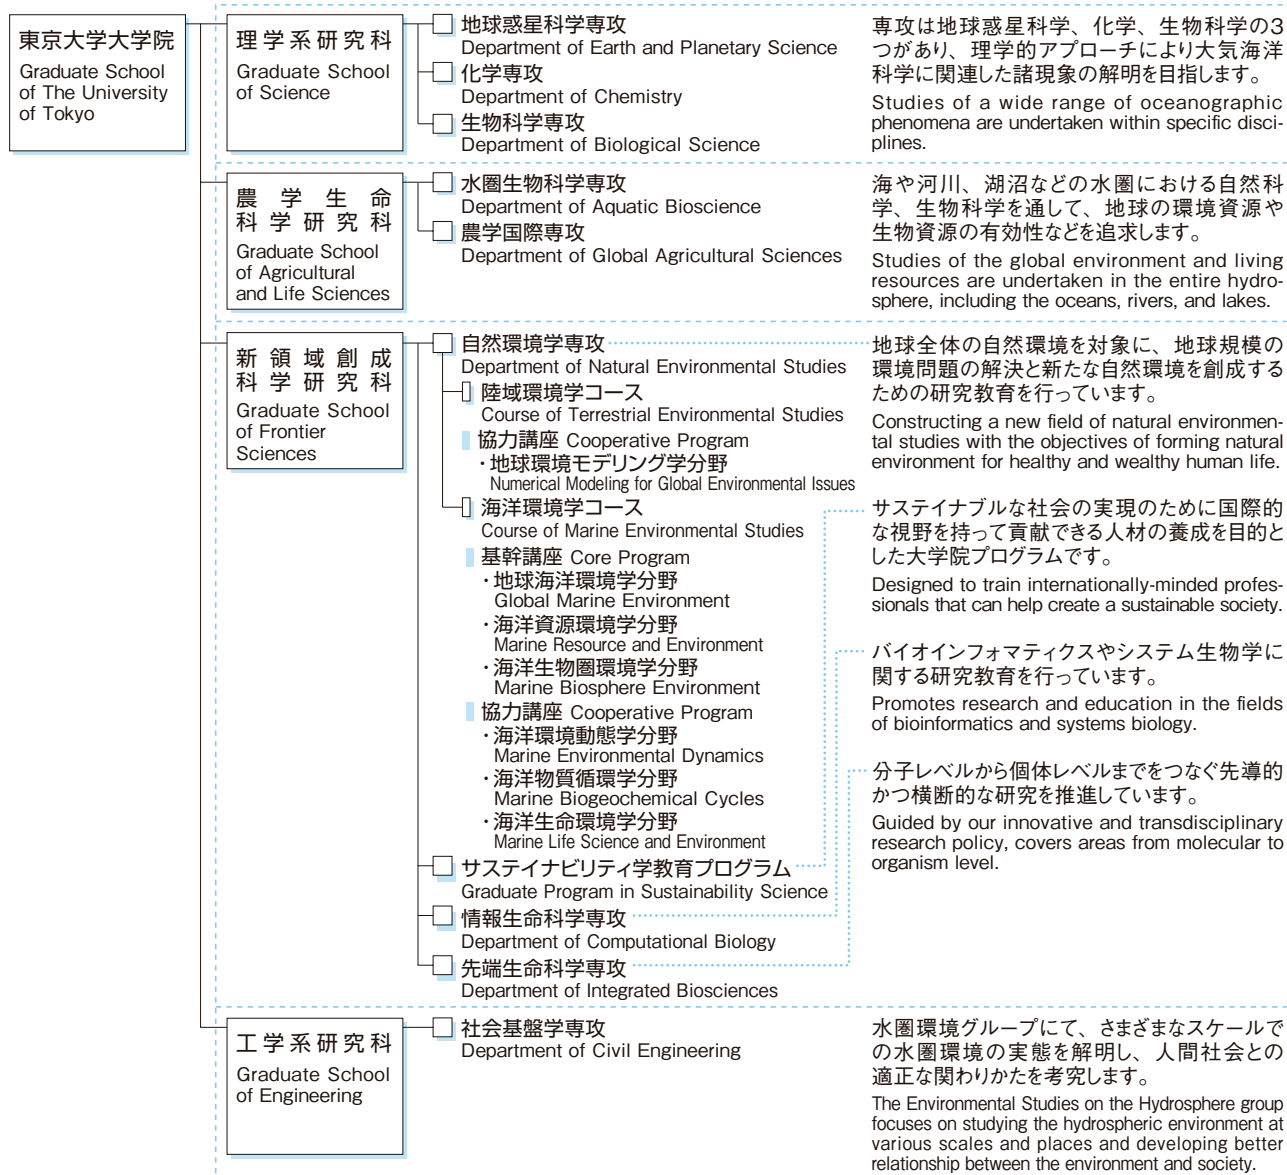 東京大学大学院
Graduate School
of The University
of Tokyo
理学系研究科
Graduate School
of Science
地球惑星科学専攻
Department of Earth and Planetary Science
化学専攻
Department of Chemistry
生物科学専攻
Department of Biological Science
専攻は地球惑星科学、化学、生物科学の3
つがあり、理学的アプローチにより大気海洋
科学に関連した諸現象の解明を目指します。
Studies of a wide range of oceanographic
phenomena are undertaken within specific disci-
plines.
農学生命
科学研究科
Graduate School
of Agricultural
and Life Sciences
水圏生物科学専攻
Department of Aquatic Bioscience
農学国際専攻
Department of Global Agricultural Sciences
海や河川、湖沼などの水圏における自然科
学、生物科学を通して、地球の環境資源や
生物資源の有効性などを追求します。
Studies of the global environment and living
resources are undertaken in the entire hydro-
sphere, including the oceans, rivers, and lakes.
新領域創成
科学研究科
Graduate School
of Frontier
Sciences
自然環境学専攻
Department of Natural Environmental Studies
陸域環境学コース
Course of Terrestrial Environmental Studies
協力講座 Cooperative Program
・地球環境モデリング学分野
Numerical Modeling for Global Environmental Issues
海洋環境学コース
Course of Marine Environmental Studies
基幹講座 Core Program
・地球海洋環境学分野
Global Marine Environment
・海洋資源環境学分野
Marine Resource and Environment
・海洋生物圏環境学分野
Marine Biosphere Environment
協力講座 Cooperative Program
・海洋環境動態学分野
Marine Environmental Dynamics
・海洋物質循環学分野
Marine Biogeochemical Cycles
・海洋生命環境学分野
Marine Life Science and Environment
サステイナビリティ学教育プログラム
Graduate Program in Sustainability Science
情報生命科学専攻
Department of Computational Biology
先端生命科学専攻
Department of Integrated Biosciences
地球全体の自然環境を対象に、地球規模の
環境問題の解決と新たな自然環境を創成する
ための研究教育を行っています。
Constructing a new field of natural environmen-
tal studies with the objectives of forming natural
environment for healthy and wealthy human life.
サステイナブルな社会の実現のために国際的
な視野を持って貢献できる人材の養成を目的と
した大学院プログラムです。
Designed to train internationally-minded profes-
sionals that can help create a sustainable society.
バイオインフォマティクスやシステム生物学に
関する研究教育を行っています。
Promotes research and education in the fields
of bioinformatics and systems biology.
分子レベルから個体レベルまでをつなぐ先導的
かつ横断的な研究を推進しています。
Guided by our innovative and transdisciplinary
research policy, covers areas from molecular to
organism level.
工学系研究科
Graduate School
of Engineering
社会基盤学専攻
Department of Civil Engineering
水圏環境グループにて、さまざまなスケールで
の水圏環境の実態を解明し、人間社会との
適正な関わりかたを考究します。
The Environmental Studies on the Hydrosphere group
focuses on studying the hydrospheric environment at
various scales and places and developing better
relationship between the environment and society.